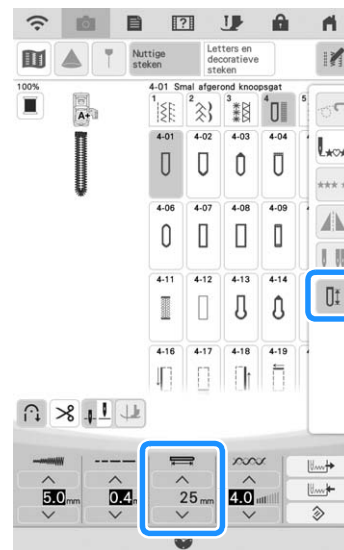 Nuttige
steken
Letters en
decoratieve
steken
100%
4-01 Smal afgerond knoopsgat
1 2 3 4 5
A+
4-01 4-02 4-03 4-04
4-06 4-07 4-08 4-09
4-11 4-12 4-13 4-14
4-16 4-17 4-18 4-19
5.0 mm 0.4 mm 25 mm 4.0